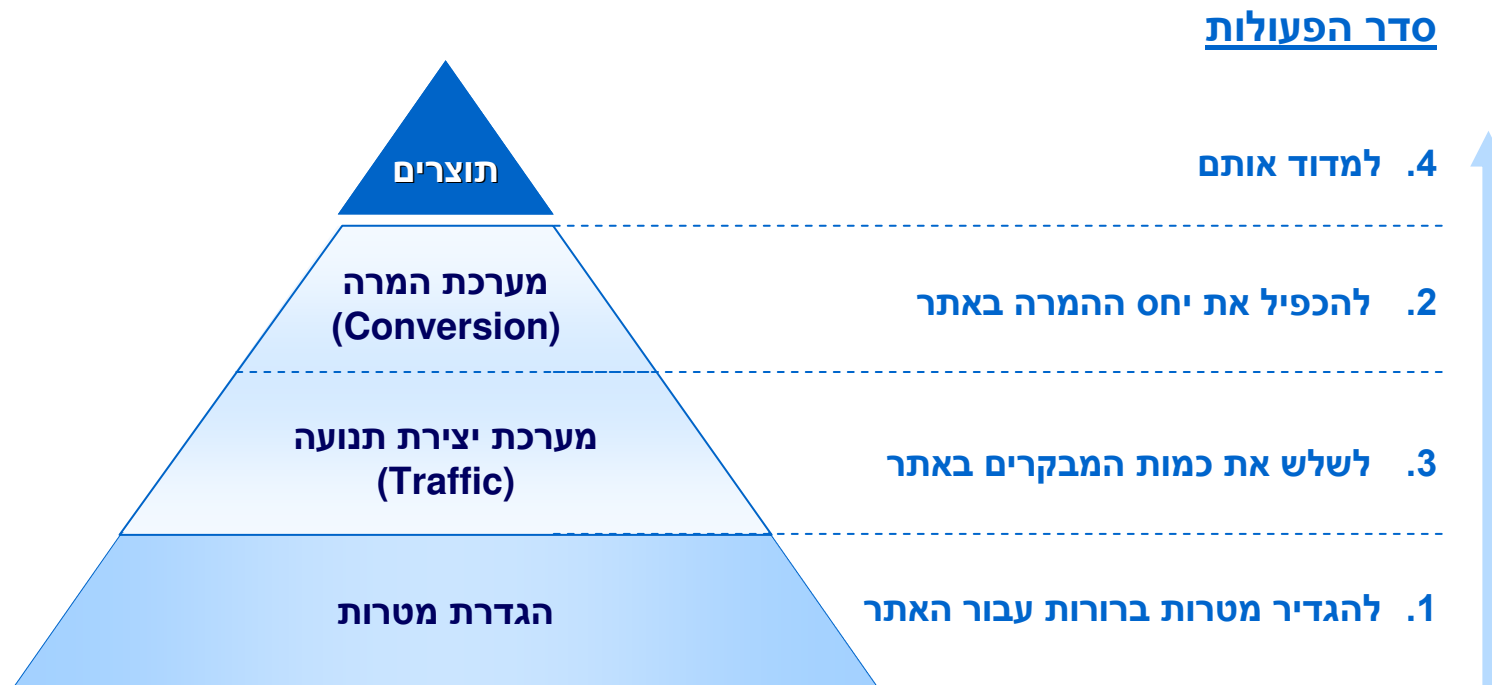 סדר הפעולות
תוצרים
4. למדוד אותם
מערכת המרה
(Conversion)
2. להכפיל את יחס ההמרה באתר
מערכת יצירת תנועה
(Traffic)
3. לשלש את כמות המבקרים באתר
הגדרת מטרות
1. להגדיר מטרות ברורות עבור האתר